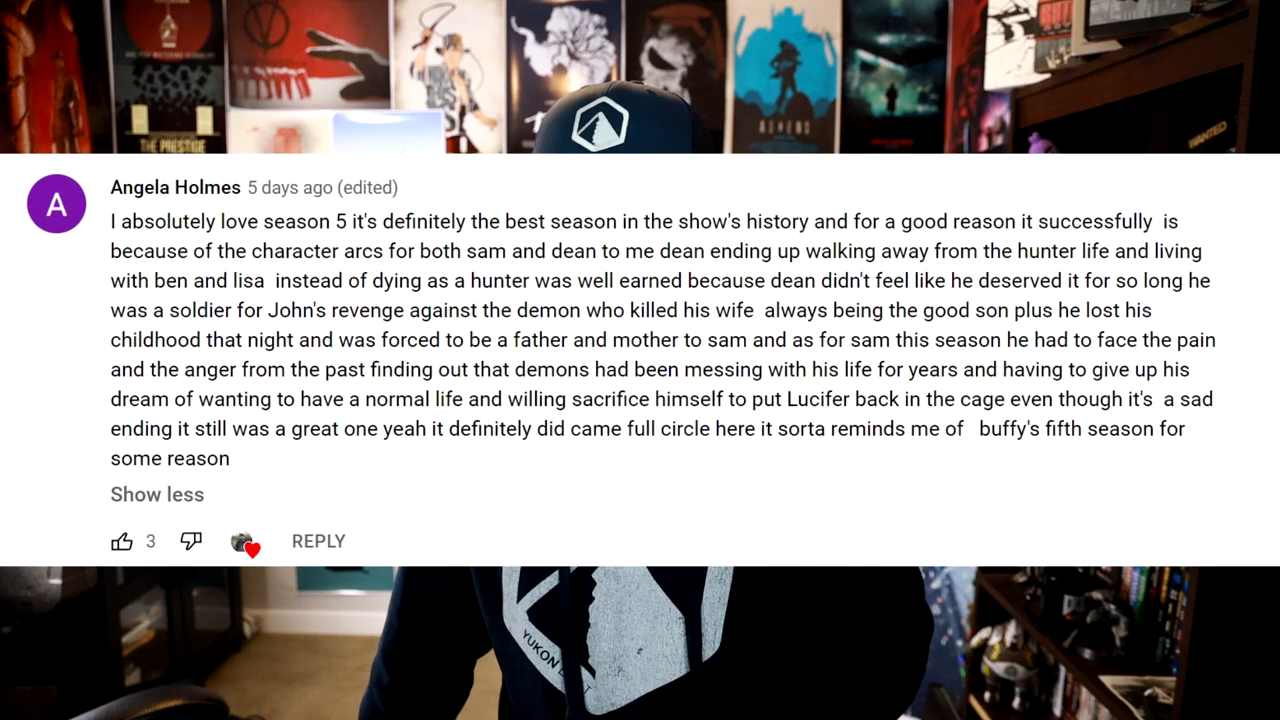 THE PRESTIGE
ALIENS
WANTED
Angela Holmes 5 days ago (edited)
I absolutely love season 5 it's definitely the best season in the show's history and for a good reason it successfully  is
because of the character arcs for both sam and dean to me dean ending up walking away from the hunter life and living
with ben and lisa  instead of dying as a hunter was well earned because dean didn't feel like he deserved it for so long he
was a soldier for John's revenge against the demon who killed his wife  always being the good son plus he lost his
childhood that night and was forced to be a father and mother to sam and as for sam this season he had to face the pain
and the anger from the past finding out that demons had been messing with his life for years and having to give up his
dream of wanting to have a normal life and willing sacrifice himself to put Lucifer back in the cage even though it's  a sad
ending it still was a great one yeah it definitely did came full circle here it sorta reminds me of   buffy's fifth season for
some reason
Show less
3 REPLY
YUKON
A